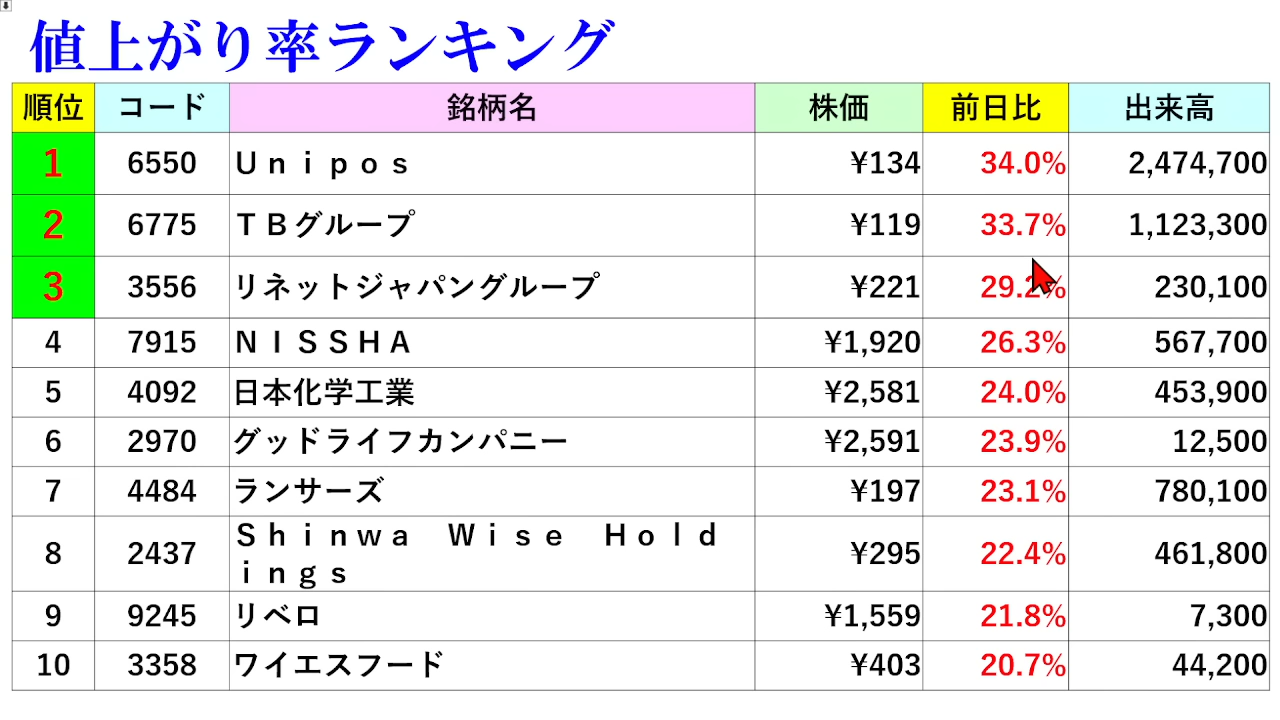 値上がり率ランキング
順位 コード 銘柄名 株価 前日比 出来高
1 6550 Ｕｎｉｐｏｓ ¥134 34.0% 2,474,700
2 6775 ＴＢグループ ¥119 33.7% 1,123,300
3 3556 リネットジャパングループ ¥221 29.2% 230,100
4 7915 ＮＩＳＳＨＡ ¥1,920 26.3% 567,700
5 4092 日本化学工業 ¥2,581 24.0% 453,900
6 2970 グッドライフカンパニー ¥2,591 23.9% 12,500
7 4484 ランサーズ ¥197 23.1% 780,100
8 2437 Ｓｈｉｎｗａ　Ｗｉｓｅ　Ｈｏｌｄ
ｉｎｇｓ ¥295 22.4% 461,800
9 9245 リベロ ¥1,559 21.8% 7,300
10 3358 ワイエスフード ¥403 20.7% 44,200